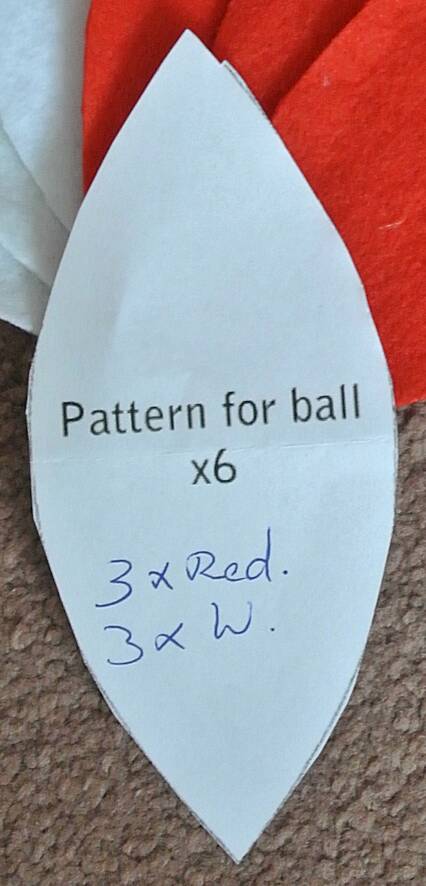 Pattern for ball
x6
3 x Red.
3 x W.